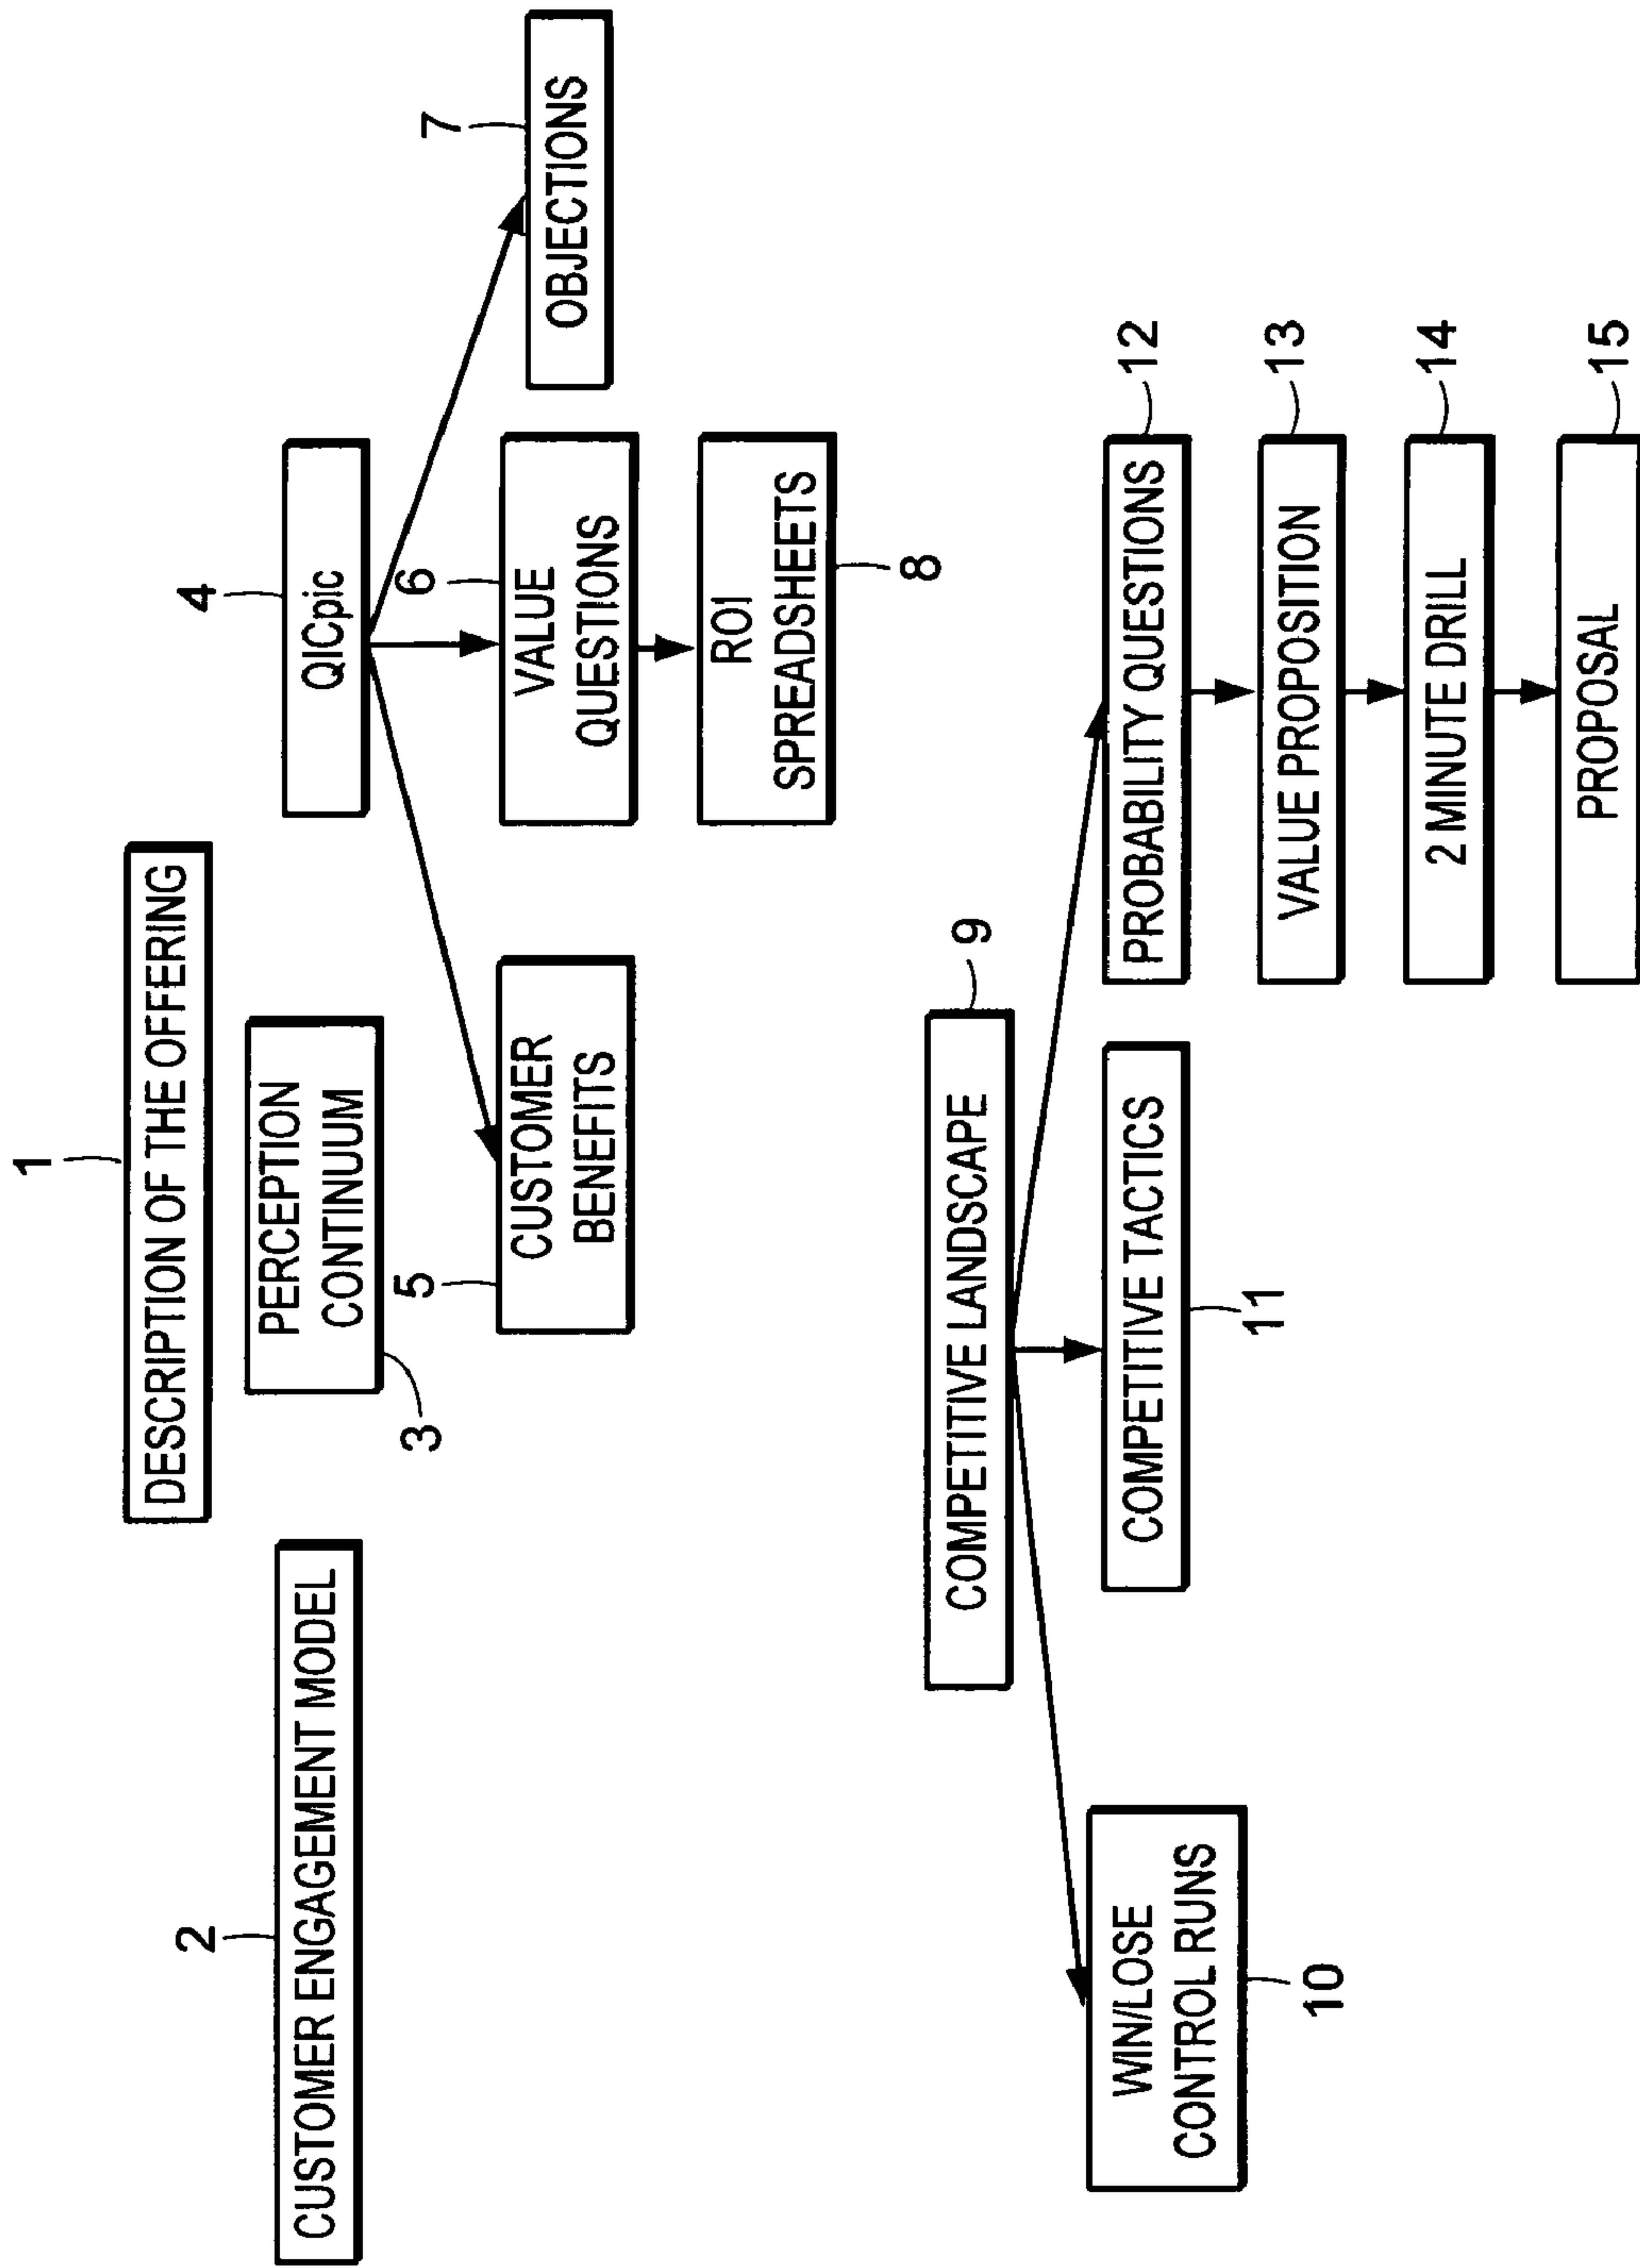 1
DESCRIPTION OF THE OFFERING
2
CUSTOMER ENGAGEMENT MODEL
PERCEPTION
CONTINUUM
3
4
QICpic
5
CUSTOMER
BENEFITS
6
VALUE
QUESTIONS
7
OBJECTIONS
ROI
SPREADSHEETS
8
COMPETITIVE LANDSCAPE
9
WIN/LOSE
CONTROL RUNS
10
COMPETITIVE TACTICS
11
PROBABILITY QUESTIONS
12
VALUE PROPOSITION
13
2 MINUTE DRILL
14
PROPOSAL
15